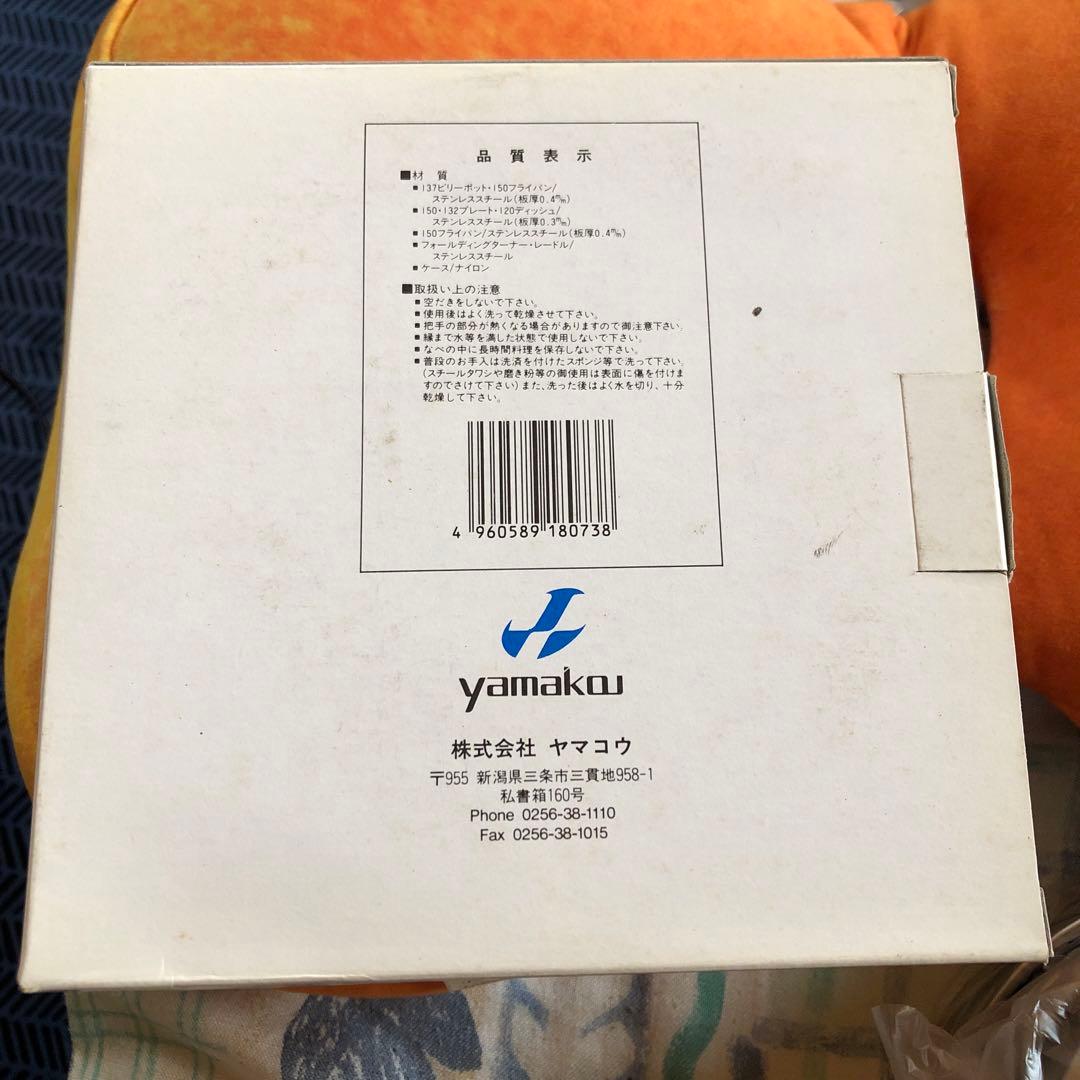 品質表示
■材 質
■137ビリーポット・150フライパン/
ステンレススチール(板厚0.4㎜)
■150・132プレート・120ディッシュ/
ステンレススチール(板厚0.3㎜)
■150フライパン/ステンレススチール(板厚0.4㎜)
■フォールディングターナー・レードル/
ステンレススチール
■ケース/ナイロン
■取扱い上の注意
■空だきをしないで下さい。
■使用後はよく洗って乾燥させて下さい。
■把手の部分が熱くなる場合がありますので御注意下さい.
■縁まで水等を満した状態で使用しないで下さい。
■なべの中に長時間料理を保存しないで下さい。
■普段のお手入は洗済を付けたスポンジ等で洗って下さい。
(スチールタワシや磨き粉等の御使用は表面に傷を付けま
すのでさけて下さい)また、洗った後はよく水を切り、十分
乾燥して下さい。
4 960589 180738
yamakou
株式会社 ヤマコウ
〒955 新潟県三条市三貫地958-1
私書箱160号
Phone 0256-38-1110
Fax 0256-38-1015